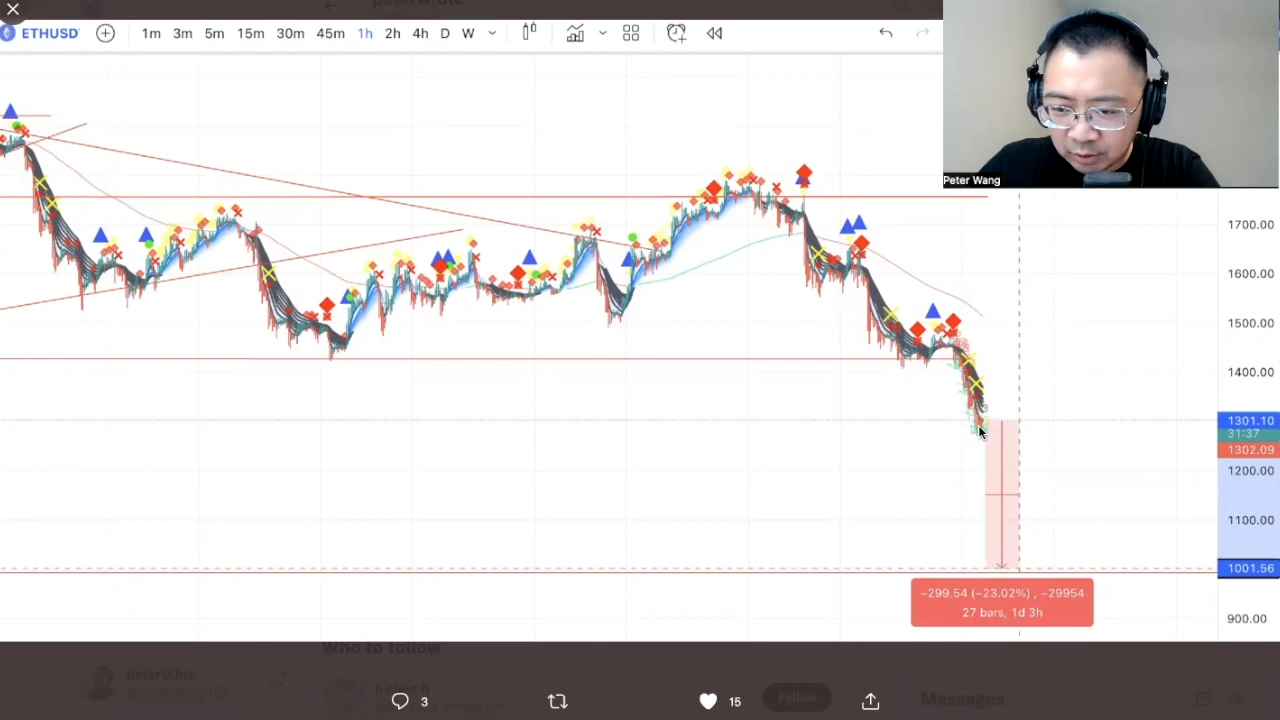 peterw.btc
ETHUSD
1m 3m 5m 15m 30m 45m 1h 2h 4h D W
Peter Wang
1700.00
1600.00
1500.00
1400.00
1301.10
31:37
1302.09
1200.00
1100.00
1001.56
900.00
−299.54 (−23.02%) , −29954
27 bars, 1d 3h
Who to follow
peterw.btc
Follow
Messages
3
15